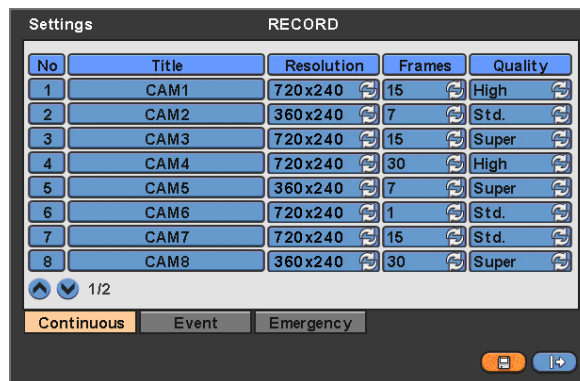 Settings RECORD
No Title Resolution Frames Quality
1 CAM1 720x240 15 High
2 CAM2 360x240 7 Std.
3 CAM3 720x240 15 Super
4 CAM4 720x240 30 High
5 CAM5 360x240 7 Super
6 CAM6 720x240 1 Std.
7 CAM7 720x240 15 Std.
8 CAM8 360x240 30 Super
1/2
Continuous Event Emergency